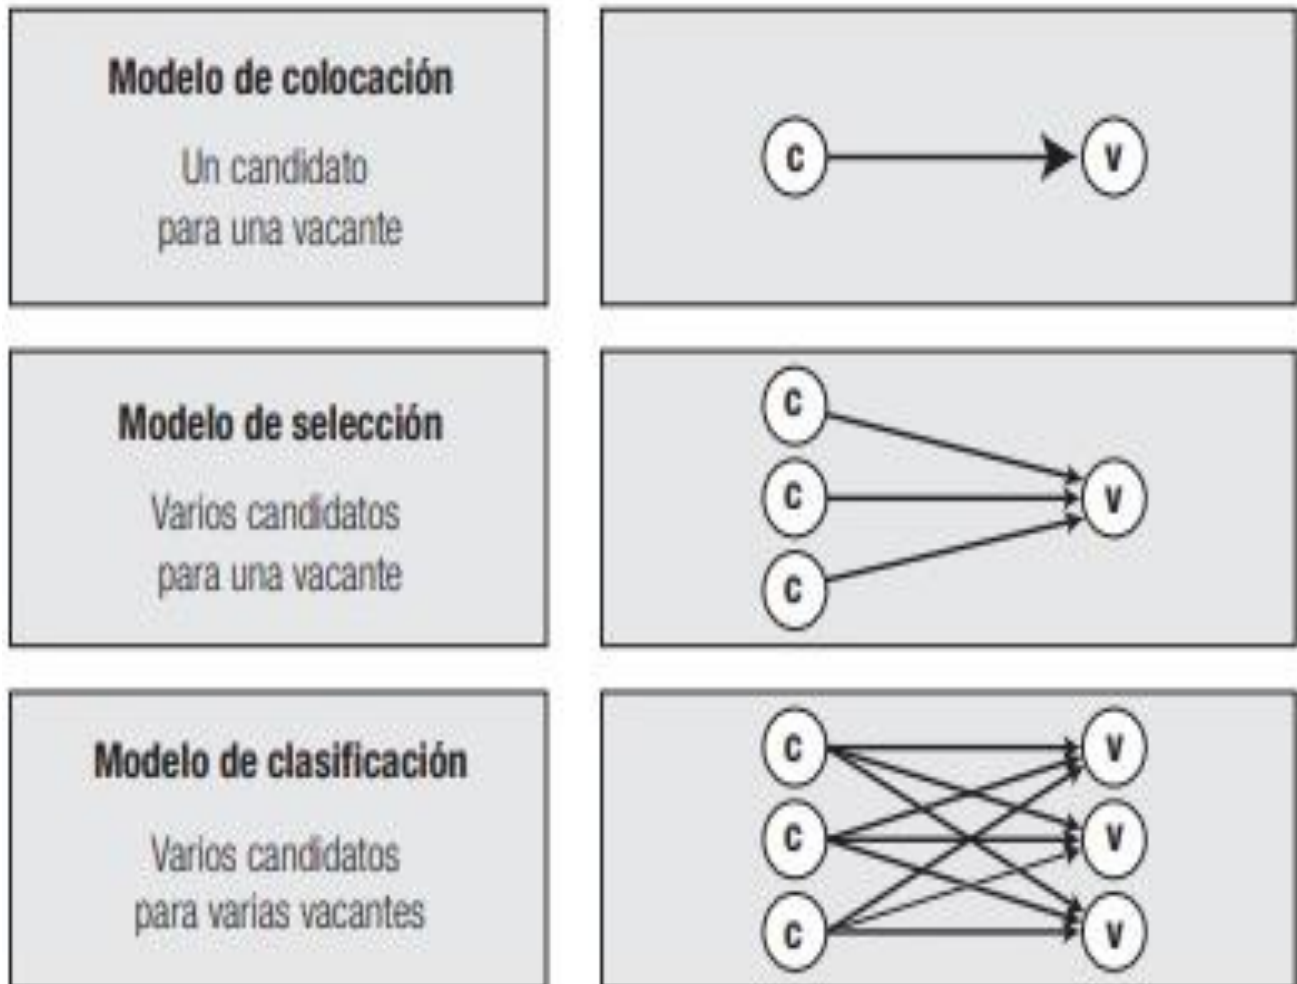 Modelo de colocación
Un candidato
para una vacante
C
V
Modelo de selección
Varios candidatos
para una vacante
C
C
C
V
Modelo de clasificación
Varios candidatos
para varias vacantes
C
V
C
V
C
V